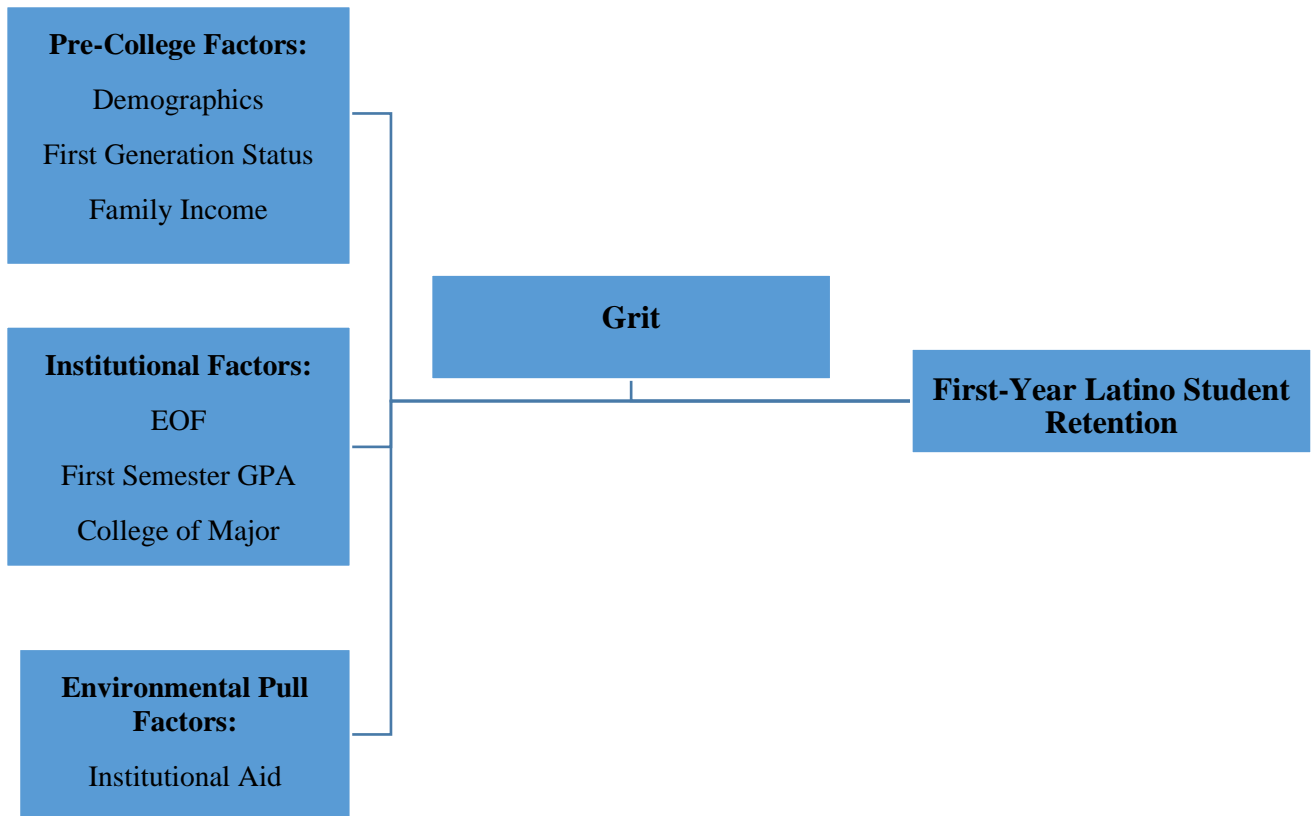 Pre-College Factors:
Demographics
First Generation Status
Family Income
Grit
Institutional Factors:
EOF
First Semester GPA
College of Major
First-Year Latino Student
Retention
Environmental Pull
Factors:
Institutional Aid